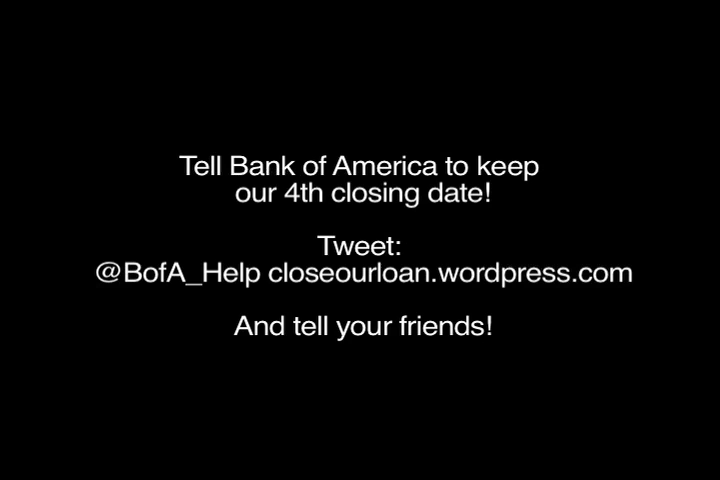 Tell Bank of America to keep
our 4th closing date!
Tweet:
@BofA_Help closeourloan.wordpress.com
And tell your friends!